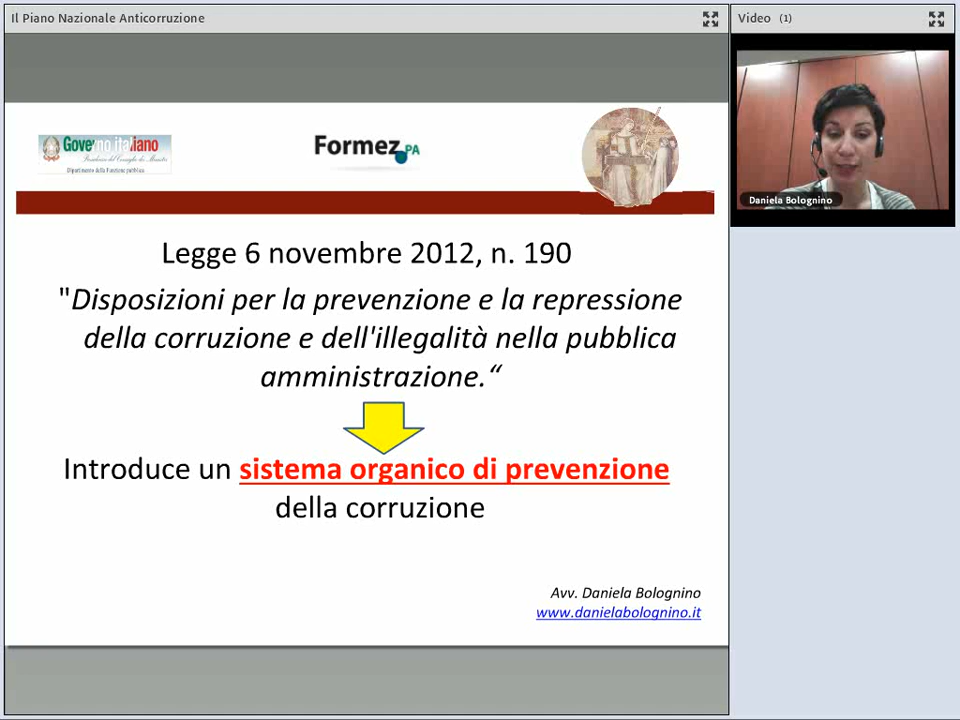 Il Piano Nazionale Anticorruzione
Video (1)
Governo italiano
Presidenza del Consiglio dei Ministri
Dipartimento della Funzione pubblica
Formez PA
Daniela Bolognino
Legge 6 novembre 2012, n. 190
"Disposizioni per la prevenzione e la repressione
della corruzione e dell'illegalità nella pubblica
amministrazione.“
Introduce un sistema organico di prevenzione
della corruzione
Avv. Daniela Bolognino
www.danielabolognino.it